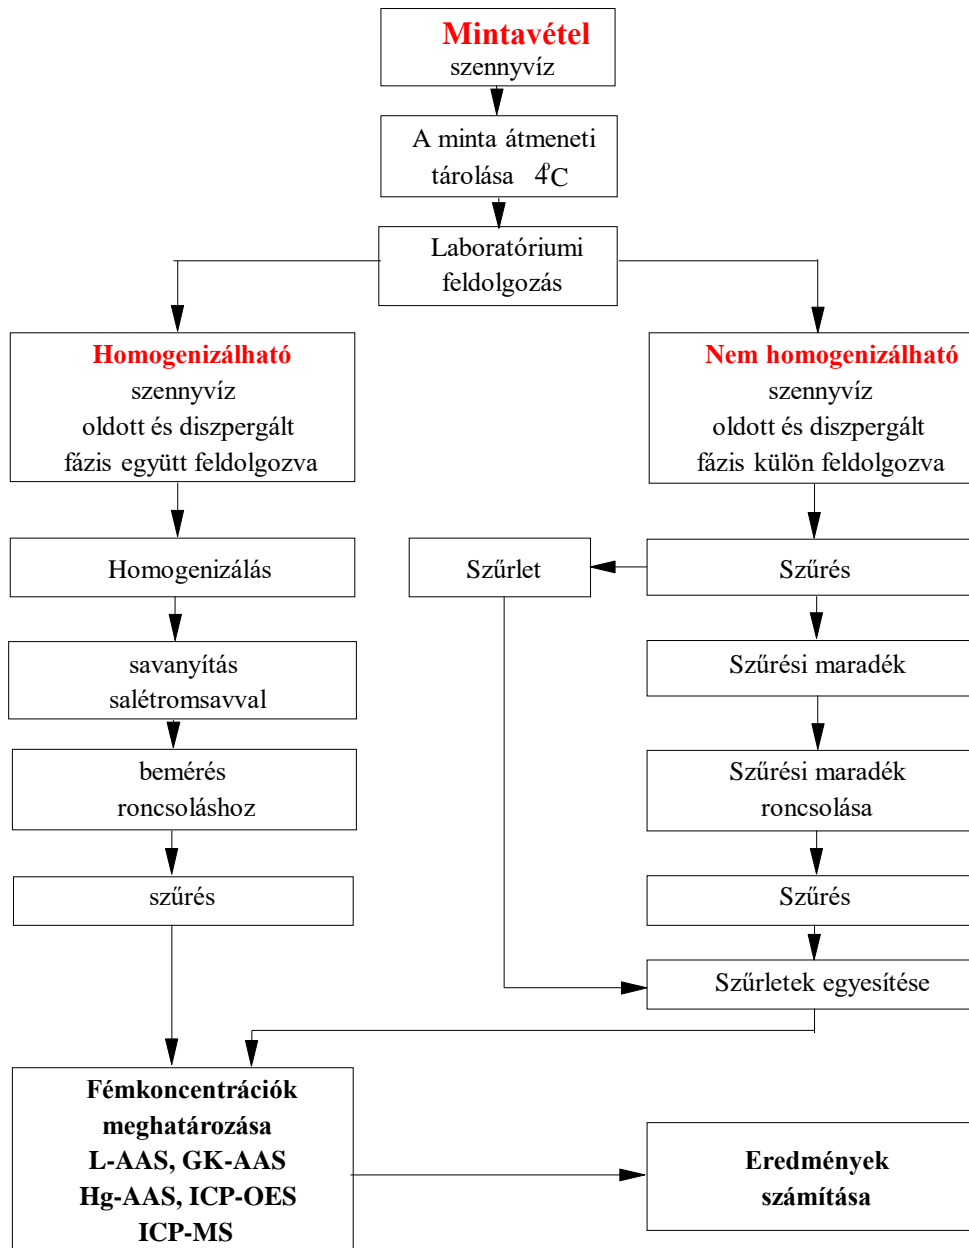 Mintavétel
szennyvíz
A minta átmeneti
tárolása 4°C
Laboratóriumi
feldolgozás
Homogenizálható
szennyvíz
oldott és diszpergált
fázis együtt feldolgozva
Nem homogenizálható
szennyvíz
oldott és diszpergált
fázis külön feldolgozva
Homogenizálás
Szűrlet
Szűrés
savanyítás
salétromsavval
Szűrési maradék
bemérés
roncsoláshoz
Szűrési maradék
roncsolása
szűrés
Szűrés
Szűrletek egyesítése
Fémkoncentrációk
meghatározása
L-AAS, GK-AAS
Hg-AAS, ICP-OES
ICP-MS
Eredmények
számítása